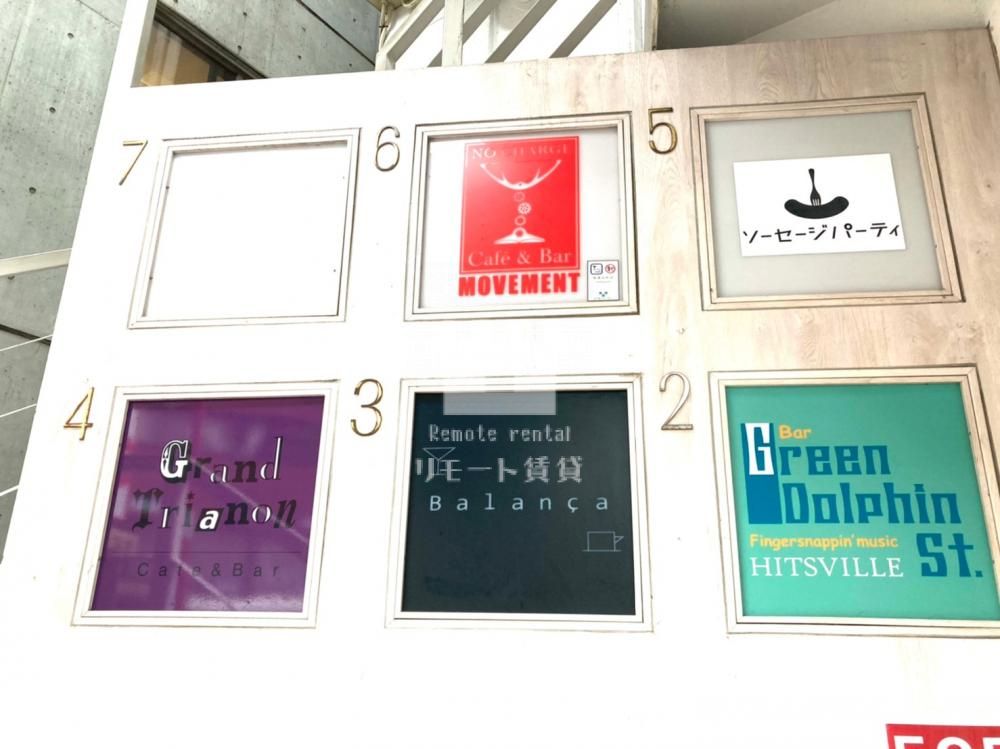 7
6
NO CHARGE
Café & Bar
MOVEMENT
5
ソーセージパーティ
4
Grand
Trianon
Cafe & Bar
3
Remote rental
リモート賃貸
Balança
2
Bar
Green
Dolphin
St.
Fingersnappin' music
HITSVILLE